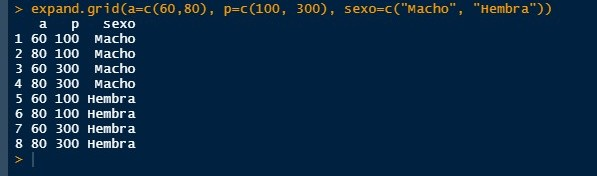 > expand.grid(a=c(60,80), p=c(100, 300), sexo=c("Macho", "Hembra"))
   a   p   sexo
1 60 100  Macho
2 80 100  Macho
3 60 300  Macho
4 80 300  Macho
5 60 100 Hembra
6 80 100 Hembra
7 60 300 Hembra
8 80 300 Hembra
>